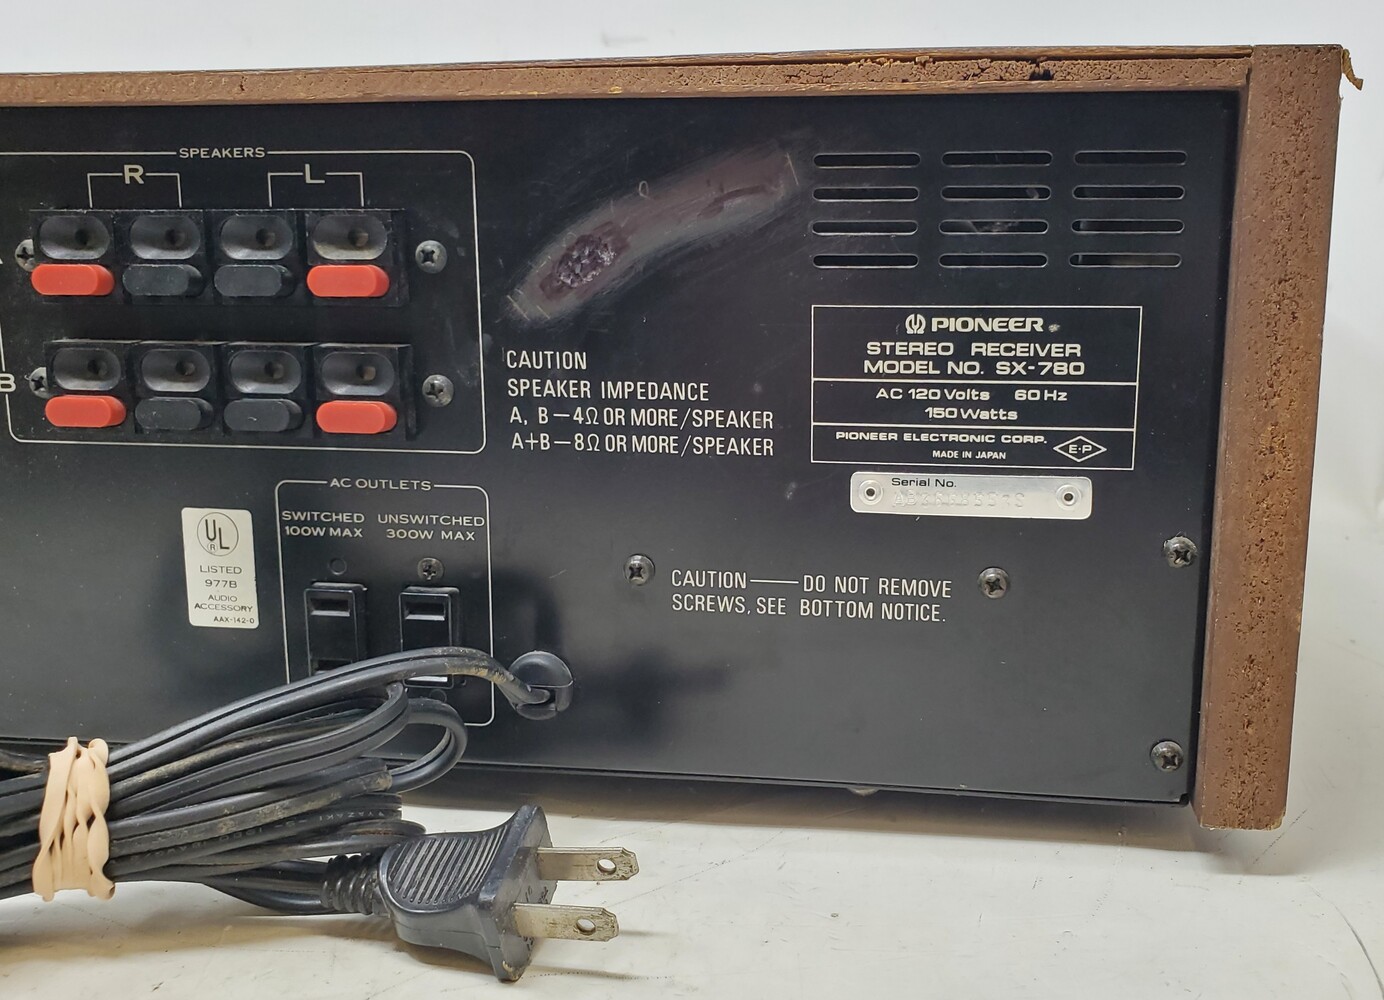 SPEAKERS
R L
B
CAUTION
SPEAKER IMPEDANCE
A, B—4Ω OR MORE/SPEAKER
A+B—8Ω OR MORE/SPEAKER
PIONEER
STEREO RECEIVER
MODEL NO. SX-780
AC 120 Volts 60 Hz
150 Watts
PIONEER ELECTRONIC CORP.
E·P
MADE IN JAPAN
Serial No.
AC OUTLETS
SWITCHED UNSWITCHED
100W MAX 300W MAX
UL
(R)
LISTED
977B
AUDIO
ACCESSORY
AAX-142-0
CAUTION——DO NOT REMOVE
SCREWS, SEE BOTTOM NOTICE.
YAZAKI